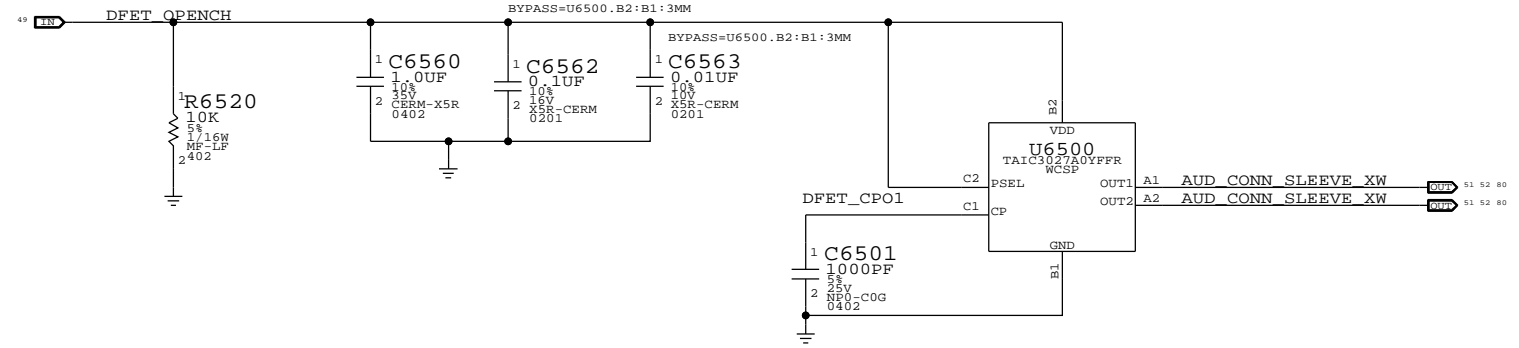 BYPASS=U6500.B2:B1:3MM
49 IN DFET_OPENCH
BYPASS=U6500.B2:B1:3MM
1 R6520
10K
5%
1/16W
MF-LF
2 402
1 C6560
1.0UF
10%
35V
2 CERM-X5R
0402
1 C6562
0.1UF
10%
16V
2 X5R-CERM
0201
1 C6563
0.01UF
10%
10V
2 X5R-CERM
0201
B2
VDD
U6500
TAIC3027A0YFFR
WCSP
C2 PSEL
OUT1 A1 AUD_CONN_SLEEVE_XW OUT 51 52 80
DFET_CPO1
C1 CP
OUT2 A2 AUD_CONN_SLEEVE_XW OUT 51 52 80
GND
B1
1 C6501
1000PF
5%
25V
2 NP0-C0G
0402